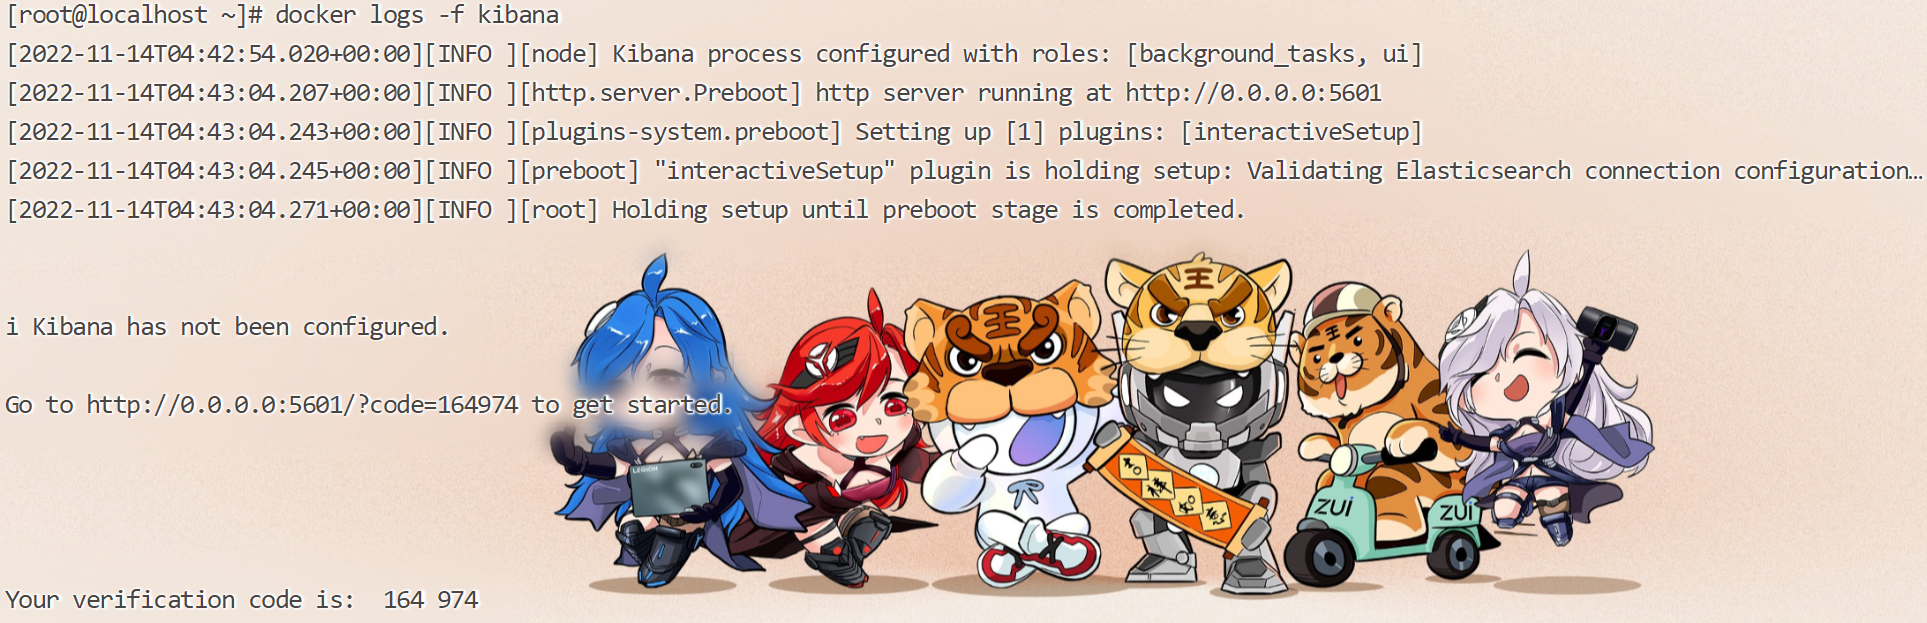 [root@localhost ~]# docker logs -f kibana
[2022-11-14T04:42:54.020+00:00][INFO ][node] Kibana process configured with roles: [background_tasks, ui]
[2022-11-14T04:43:04.207+00:00][INFO ][http.server.Preboot] http server running at http://0.0.0.0:5601
[2022-11-14T04:43:04.243+00:00][INFO ][plugins-system.preboot] Setting up [1] plugins: [interactiveSetup]
[2022-11-14T04:43:04.245+00:00][INFO ][preboot] "interactiveSetup" plugin is holding setup: Validating Elasticsearch connection configuration…
[2022-11-14T04:43:04.271+00:00][INFO ][root] Holding setup until preboot stage is completed.
王
王
王
i Kibana has not been configured.
Go to http://0.0.0.0:5601/?code=164974 to get started.
LEGION
ZUi
ZUi
Your verification code is:  164 974